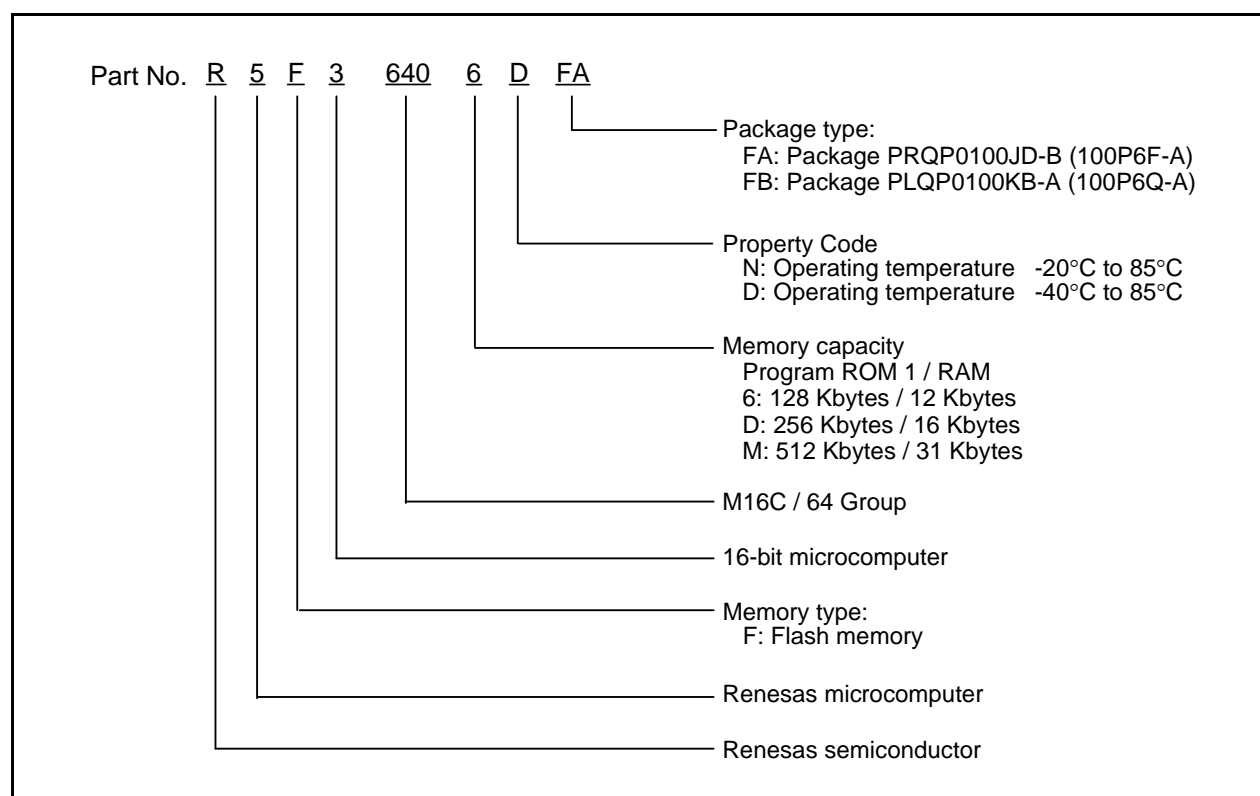 Part No. R 5 F 3 640 6 D FA
Package type:
FA: Package PRQP0100JD-B (100P6F-A)
FB: Package PLQP0100KB-A (100P6Q-A)
Property Code
N: Operating temperature -20°C to 85°C
D: Operating temperature -40°C to 85°C
Memory capacity
Program ROM 1 / RAM
6: 128 Kbytes / 12 Kbytes
D: 256 Kbytes / 16 Kbytes
M: 512 Kbytes / 31 Kbytes
M16C / 64 Group
16-bit microcomputer
Memory type:
F: Flash memory
Renesas microcomputer
Renesas semiconductor